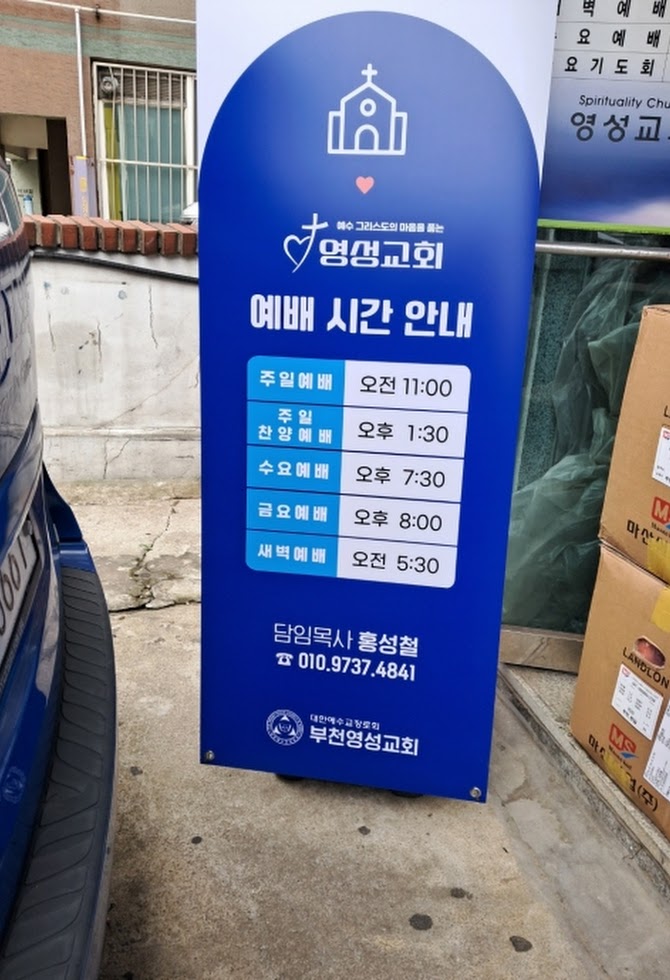 예수 그리스도의 마음을 품는
영성교회
예배 시간 안내
주일예배 오전 11:00
주일
찬양예배 오후 1:30
수요예배 오후 7:30
금요예배 오후 8:00
새벽예배 오전 5:30
담임목사 홍성철
☎ 010.9737.4841
대한예수교장로회
부천영성교회
벽예배
요예배
요기도회
Spirituality Chu
영성교
LANDLON
MS
마산